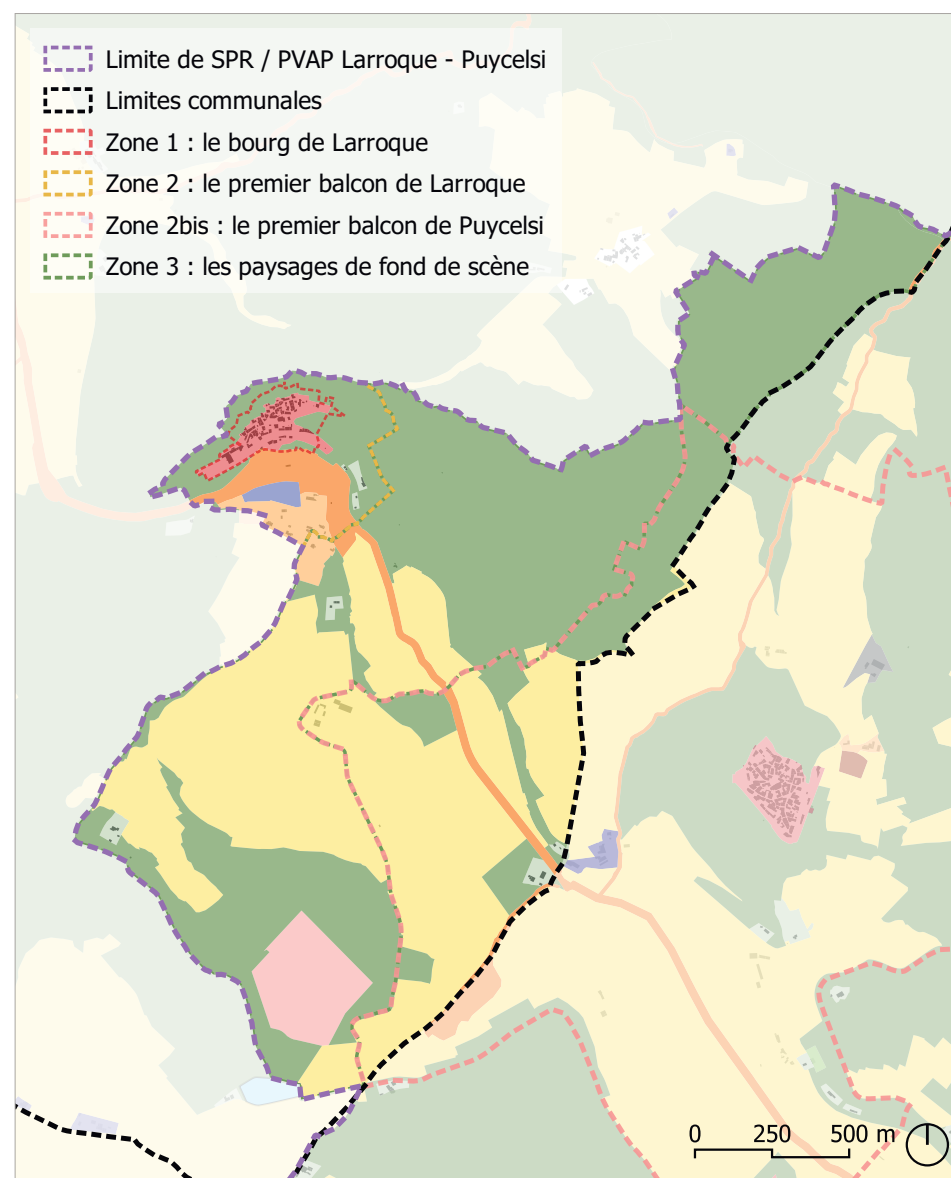 Limite de SPR / PVAP Larroque - Puycelsi
Limites communales
Zone 1 : le bourg de Larroque
Zone 2 : le premier balcon de Larroque
Zone 2bis : le premier balcon de Puycelsi
Zone 3 : les paysages de fond de scène
0 250 500 m